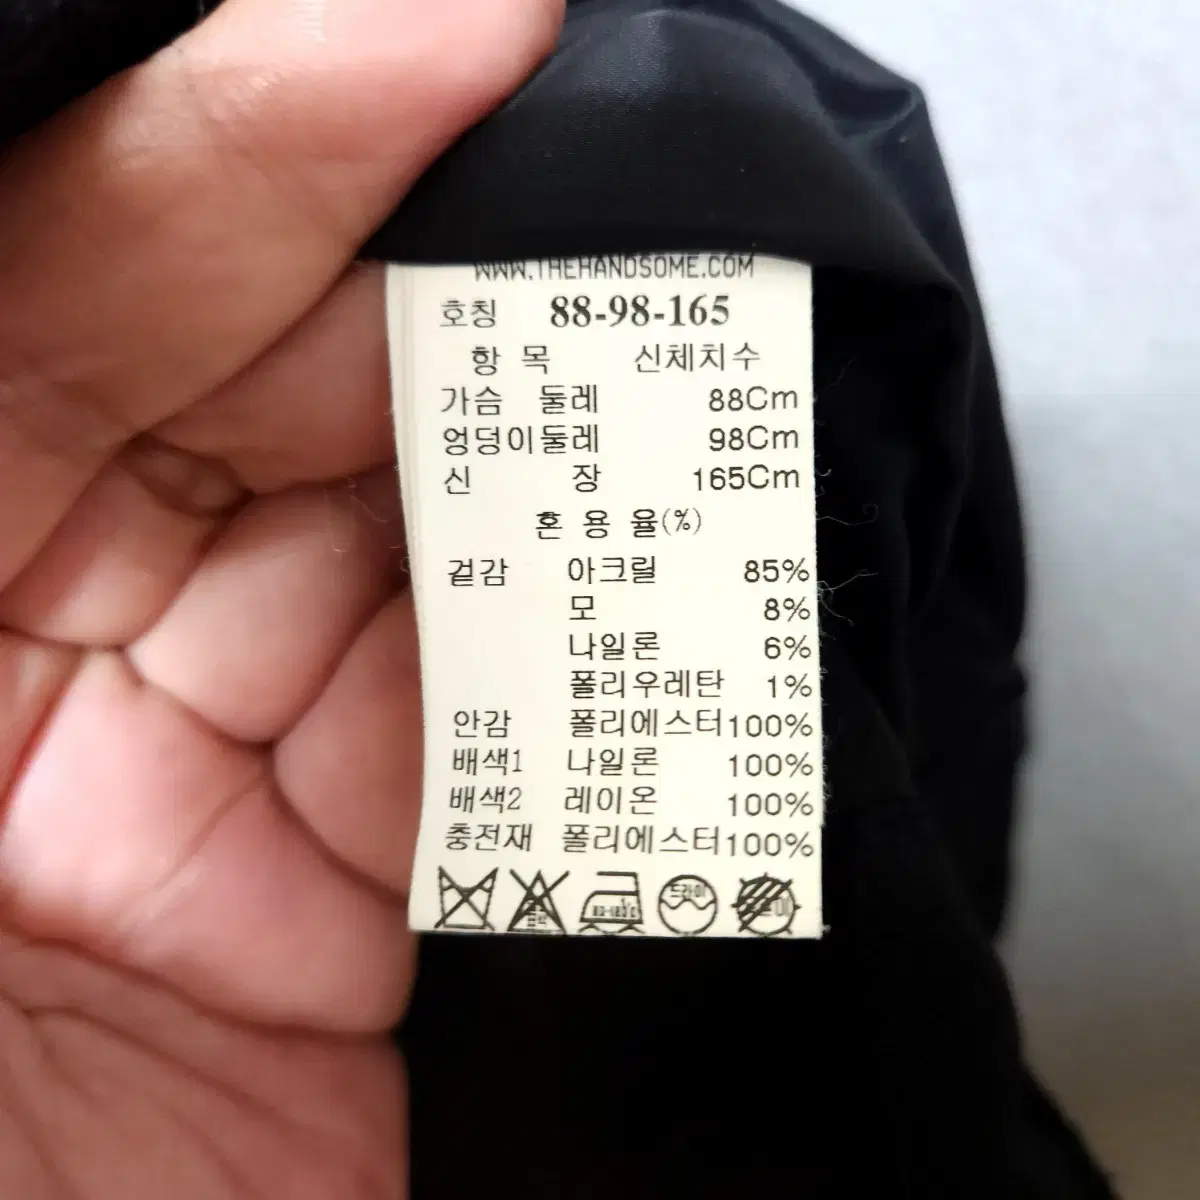 WWW.THEHANDSOME.COM
호칭 88-98-165
항 목 신체치수
가슴 둘레 88Cm
엉덩이둘레 98Cm
신 장 165Cm
혼 용 율(%)
겉감 아크릴 85%
모 8%
나일론 6%
폴리우레탄 1%
안감 폴리에스터100%
배색1 나일론 100%
배색2 레이온 100%
충전재 폴리에스터100%
드라이